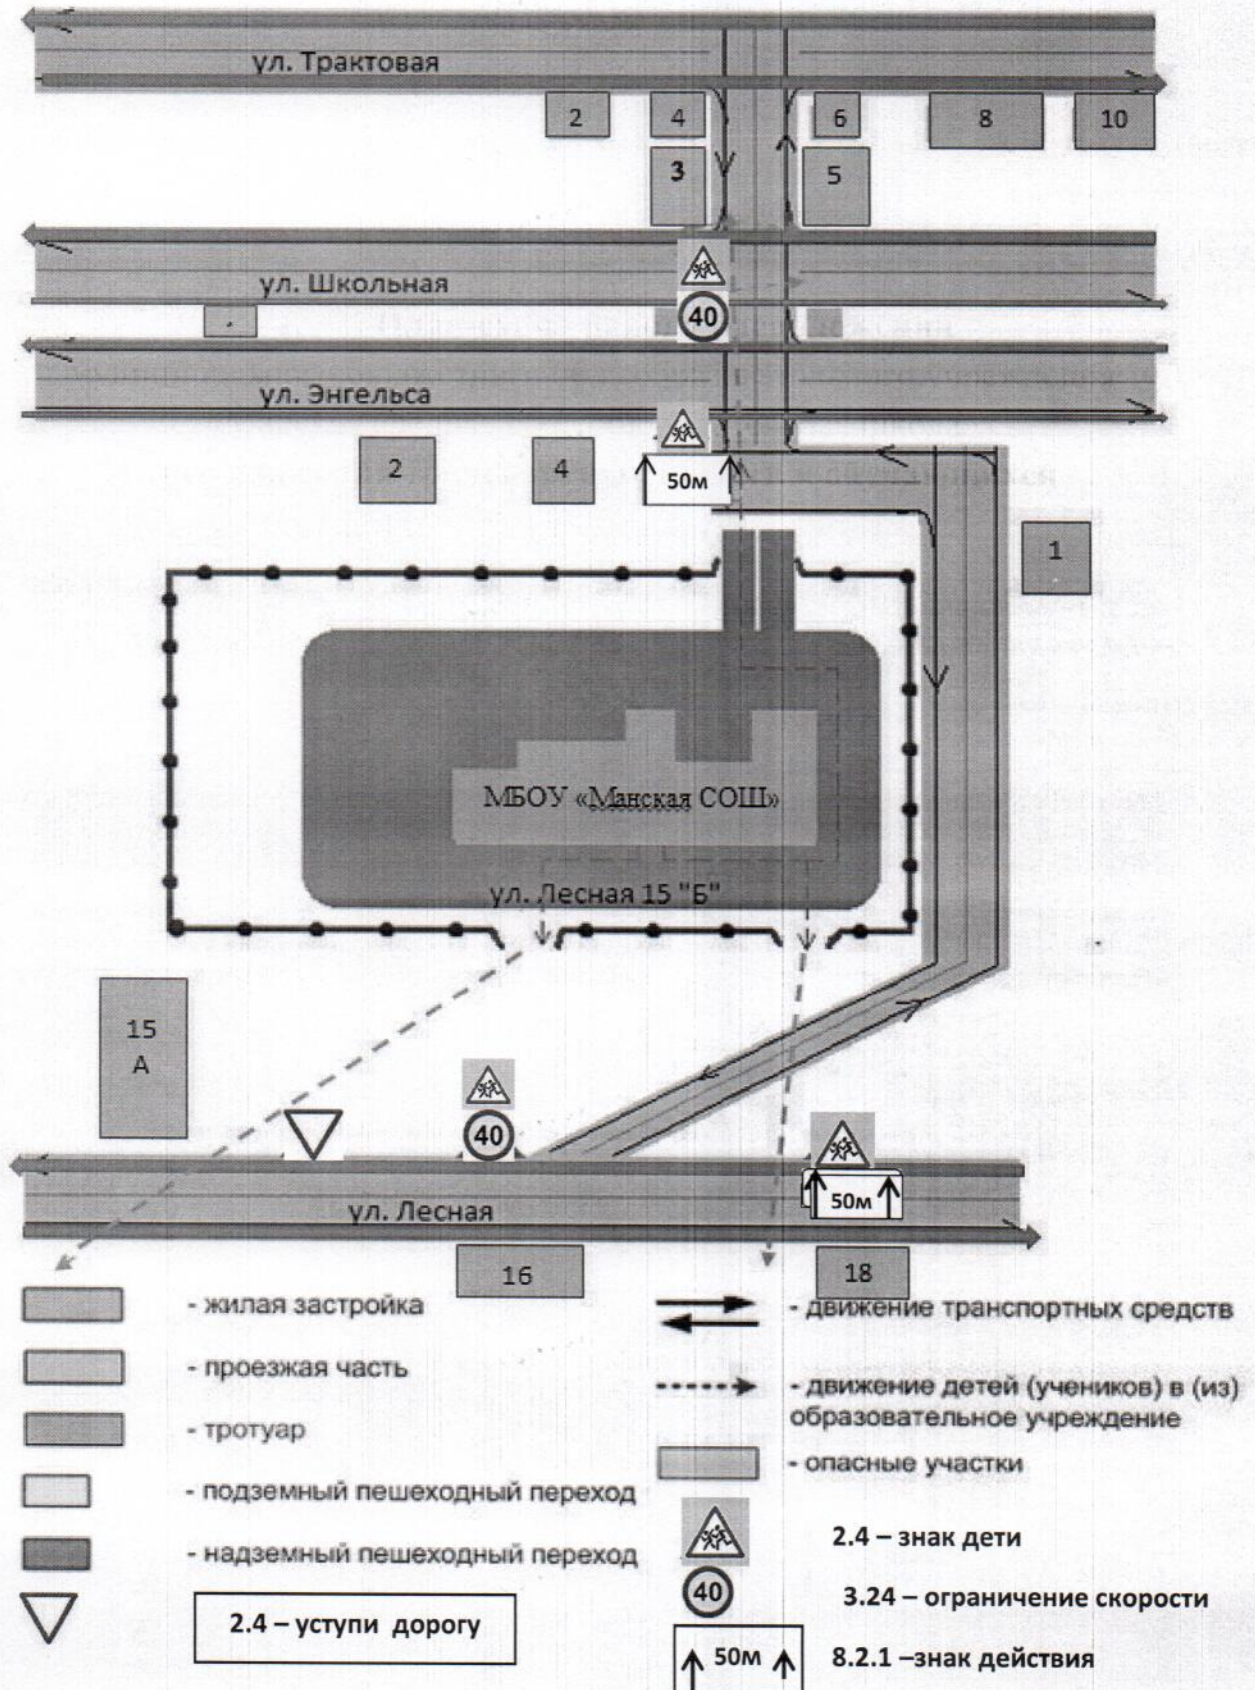 ул. Трактовая
2
4
6
8
10
3
5
ул. Школьная
40
ул. Энгельса
2
4
50м
1
МБОУ «Манская СОШ»
ул. Лесная 15 "Б"
15
А
40
50м
ул. Лесная
16
18
- жилая застройка
- проезжая часть
- тротуар
- подземный пешеходный переход
- надземный пешеходный переход
2.4 – уступи дорогу
- движение транспортных средств
- движение детей (учеников) в (из)
образовательное учреждение
- опасные участки
2.4 – знак дети
40
3.24 – ограничение скорости
50м
8.2.1 –знак действия